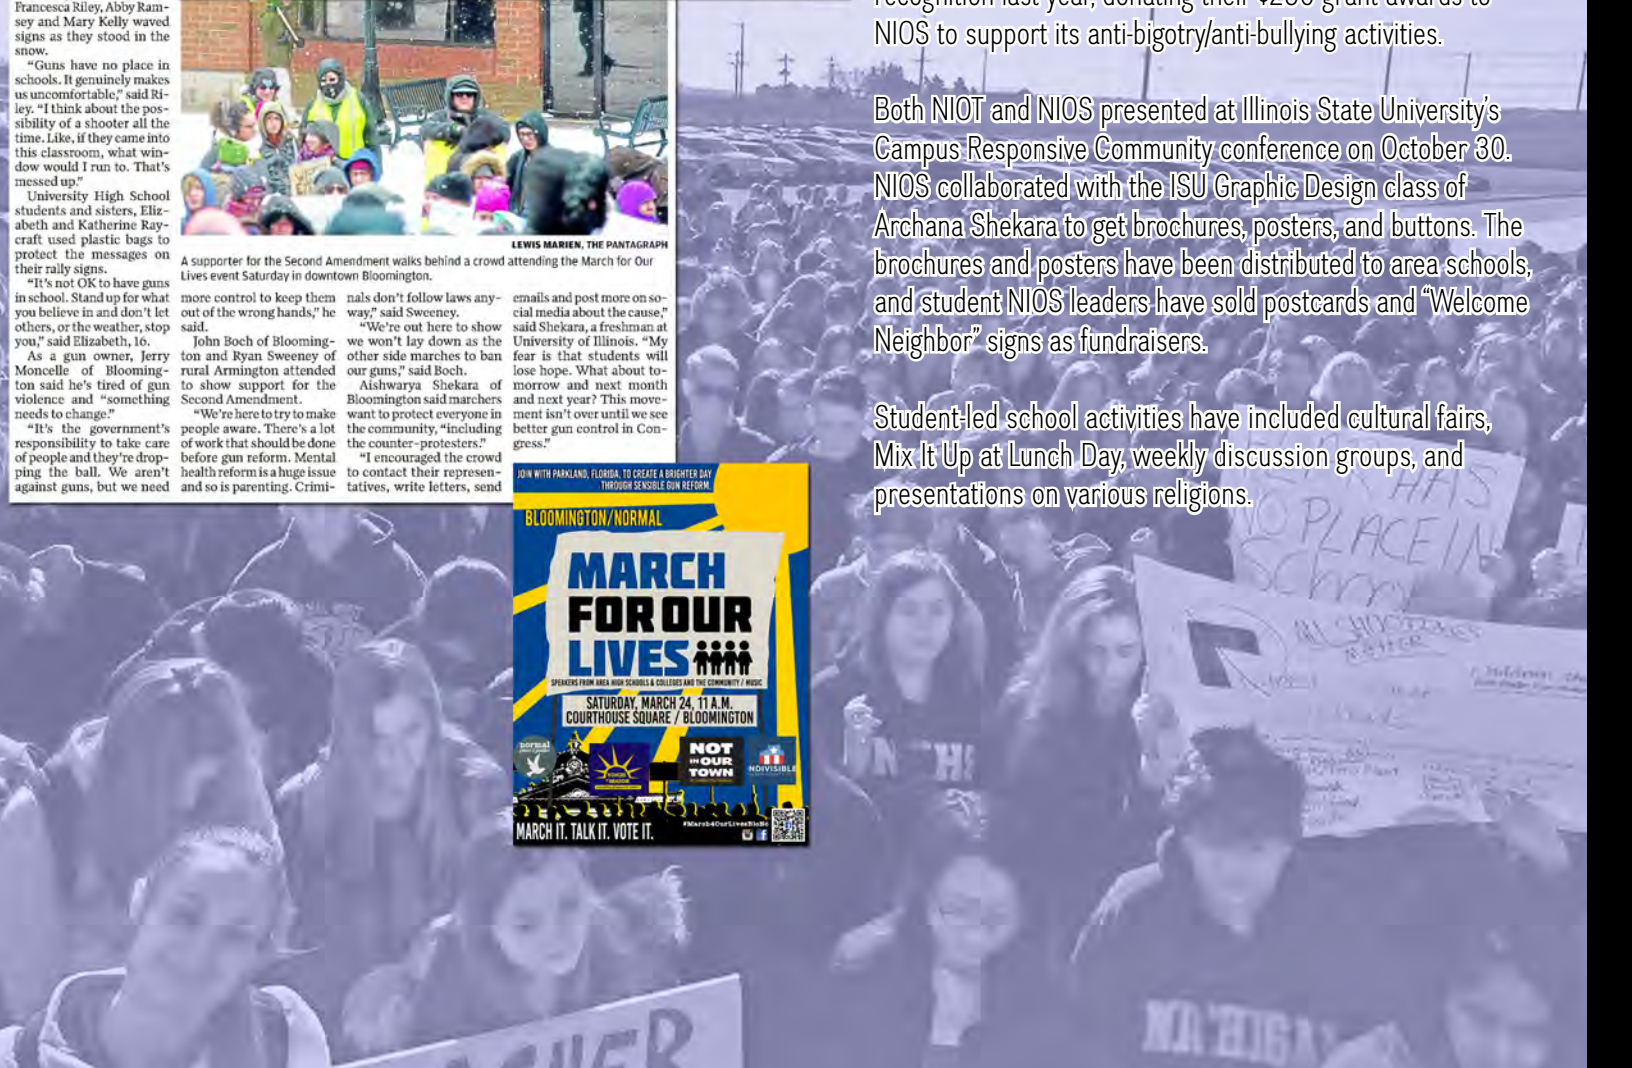 Francesca Riley, Abby Ram-
sey and Mary Kelly waved
signs as they stood in the
snow.
“Guns have no place in
schools. It genuinely makes
us uncomfortable,” said Ri-
ley. “I think about the pos-
sibility of a shooter all the
time. Like, if they came into
this classroom, what win-
dow would I run to. That’s
messed up.”
University High School
students and sisters, Eliz-
abeth and Katherine Ray-
craft used plastic bags to
protect the messages on
their rally signs.
“It’s not OK to have guns
in school. Stand up for what
you believe in and don’t let
others, or the weather, stop
you,” said Elizabeth, 16.
As a gun owner, Jerry
Moncelle of Blooming-
ton said he’s tired of gun
violence and “something
needs to change.”
“It’s the government’s
responsibility to take care
of people and they’re drop-
ping the ball. We aren’t
against guns, but we need
LEWIS MARIEN, THE PANTAGRAPH
A supporter for the Second Amendment walks behind a crowd attending the March for Our
Lives event Saturday in downtown Bloomington.
more control to keep them
out of the wrong hands,” he
said.
John Boch of Blooming-
ton and Ryan Sweeney of
rural Armington attended
to show support for the
Second Amendment.
“We’re here to try to make
people aware. There’s a lot
of work that should be done
before gun reform. Mental
health reform is a huge issue
and so is parenting. Crimi-
nals don’t follow laws any-
way,” said Sweeney.
“We’re out here to show
we won’t lay down as the
other side marches to ban
our guns,” said Boch.
Aishwarya Shekara of
Bloomington said marchers
want to protect everyone in
the community, “including
the counter-protesters.”
“I encouraged the crowd
to contact their represen-
tatives, write letters, send
emails and post more on so-
cial media about the cause,”
said Shekara, a freshman at
University of Illinois. “My
fear is that students will
lose hope. What about to-
morrow and next month
and next year? This move-
ment isn’t over until we see
better gun control in Con-
gress.”
JOIN WITH PARKLAND, FLORIDA, TO CREATE A BRIGHTER DAY
THROUGH SENSIBLE GUN REFORM.
BLOOMINGTON/NORMAL
MARCH
FOR OUR
LIVES
SPEAKERS FROM AREA HIGH SCHOOLS & COLLEGES AND THE COMMUNITY / MUSIC
SATURDAY, MARCH 24, 11 A.M.
COURTHOUSE SQUARE / BLOOMINGTON
normal
NOT
IN OUR
TOWN
INDIVISIBLE
#March4OurLivesBloNo
MARCH IT. TALK IT. VOTE IT.
recognition last year, donating their $250 grant awards to
NIOS to support its anti-bigotry/anti-bullying activities.
Both NIOT and NIOS presented at Illinois State University’s
Campus Responsive Community conference on October 30.
NIOS collaborated with the ISU Graphic Design class of
Archana Shekara to get brochures, posters, and buttons. The
brochures and posters have been distributed to area schools,
and student NIOS leaders have sold postcards and “Welcome
Neighbor” signs as fundraisers.
Student-led school activities have included cultural fairs,
Mix It Up at Lunch Day, weekly discussion groups, and
presentations on various religions.
HAS
NO PLACE IN
SCHOOL